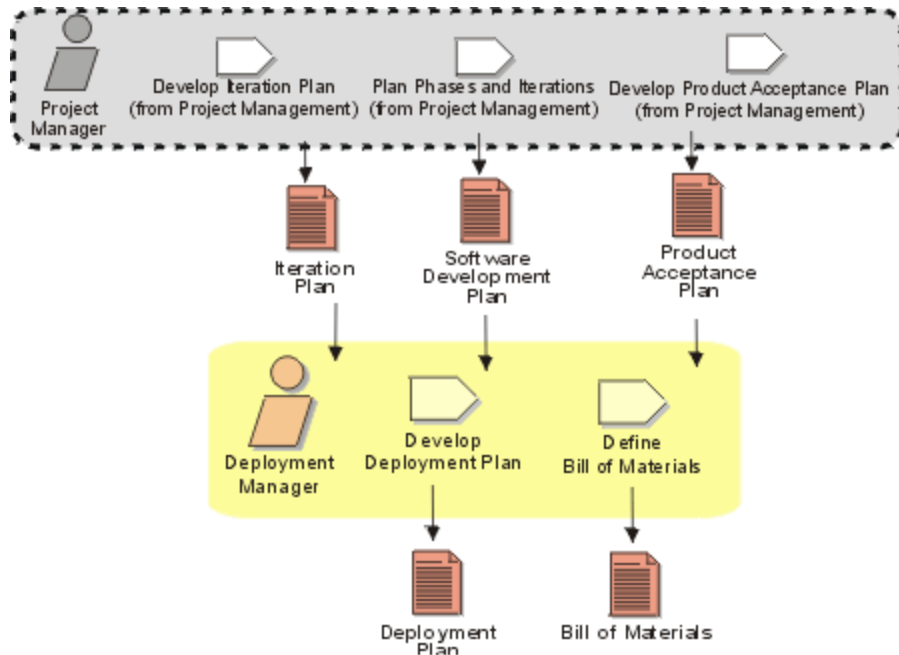 Project
Manager
Develop Iteration Plan
(from Project Management)
Plan Phases and Iterations
(from Project Management)
Develop Product Acceptance Plan
(from Project Management)
Iteration
Plan
Software
Development
Plan
Product
Acceptance
Plan
Deployment
Manager
Develop
Deployment Plan
Define
Bill of Materials
Deployment
Plan
Bill of Materials